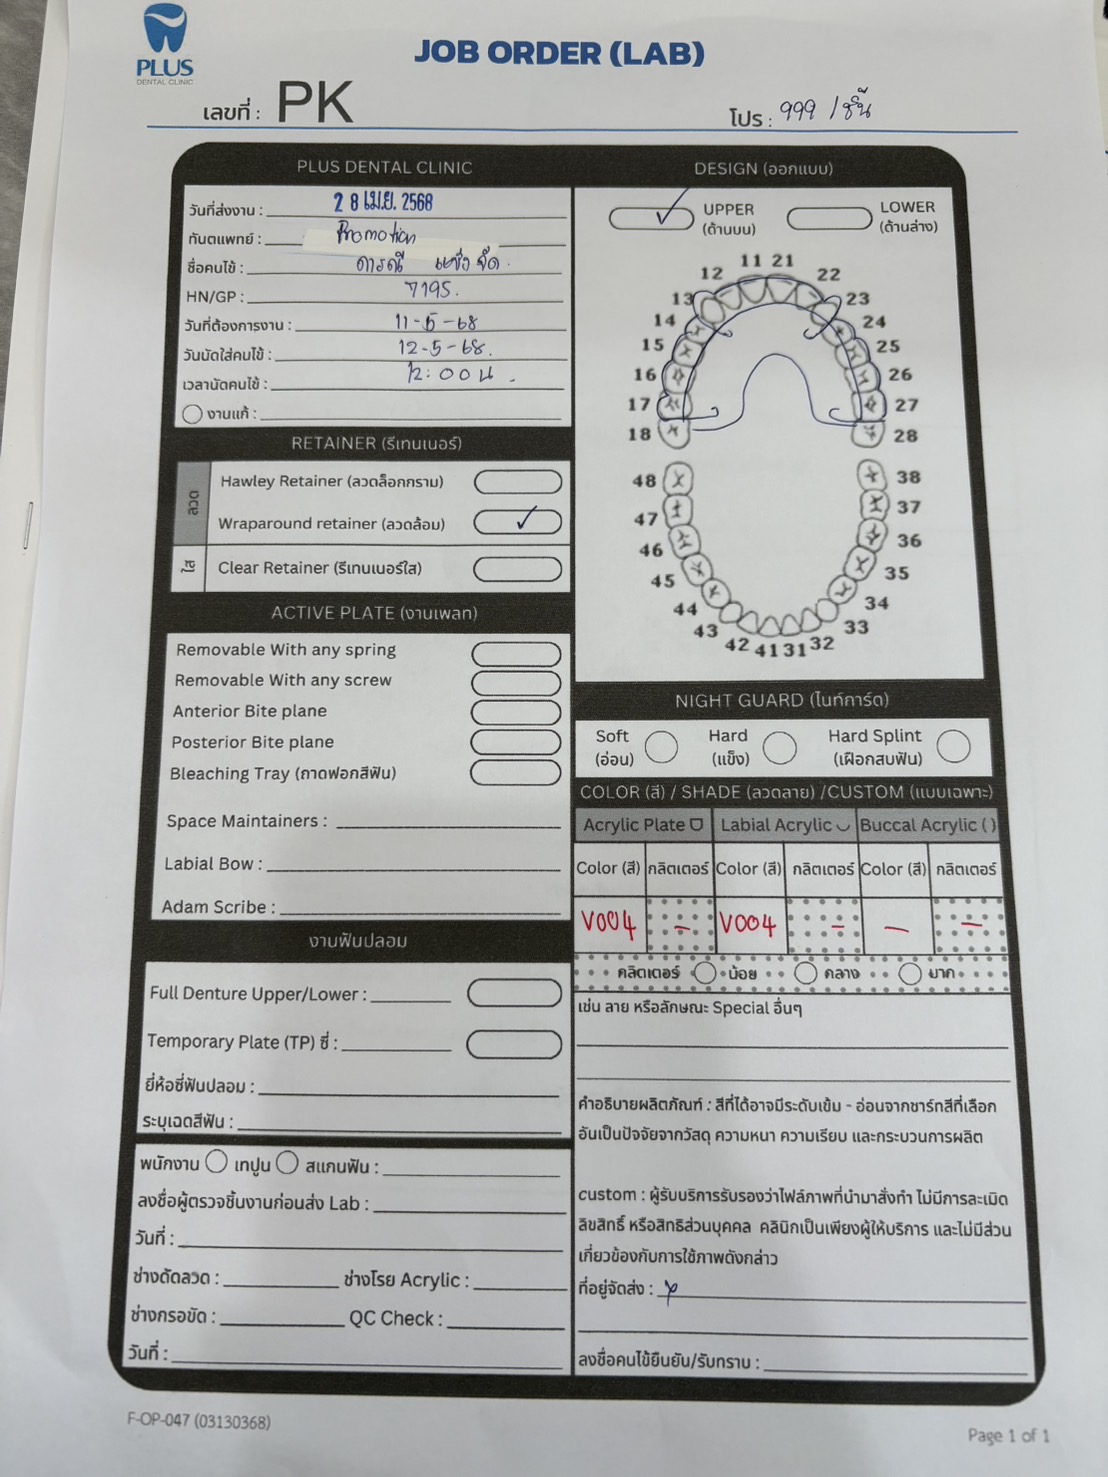 PLUS
DENTAL CLINIC
JOB ORDER (LAB)
เลขที่ : PK
โปร : 999 /ชิ้น
PLUS DENTAL CLINIC
วันที่ส่งงาน : 28 เม.ย. 2568
ทันตแพทย์ : Promotion
ชื่อคนไข้ :
HN/GP : 7195.
วันที่ต้องการงาน : 11-5-68
วันนัดใส่คนไข้ : 12-5-68.
เวลานัดคนไข้ : 12:00 น.
งานแก้ :
RETAINER (รีเทนเนอร์)
ลวด
Hawley Retainer (ลวดล็อกกราม)
Wraparound retainer (ลวดล้อม) ✓
ใส
Clear Retainer (รีเทนเนอร์ใส)
ACTIVE PLATE (งานเพลท)
Removable With any spring
Removable With any screw
Anterior Bite plane
Posterior Bite plane
Bleaching Tray (ถาดฟอกสีฟัน)
Space Maintainers :
Labial Bow :
Adam Scribe :
งานฟันปลอม
Full Denture Upper/Lower :
Temporary Plate (TP) ซี่ :
ยี่ห้อซี่ฟันปลอม :
ระบุเฉดสีฟัน :
พนักงาน เทปูน สแกนฟัน :
ลงชื่อผู้ตรวจชิ้นงานก่อนส่ง Lab :
วันที่ :
ช่างดัดลวด : ช่างโรย Acrylic :
ช่างกรอขัด : QC Check :
วันที่ :
DESIGN (ออกแบบ)
✓ UPPER (ด้านบน) LOWER (ด้านล่าง)
11 21
12 22
13 23
14 24
15 25
16 26
17 27
18 28
48 38
47 37
46 36
45 35
44 34
43 33
42 41 31 32
NIGHT GUARD (ไนท์การ์ด)
Soft (อ่อน) Hard (แข็ง) Hard Splint (เฝือกสบฟัน)
COLOR (สี) / SHADE (ลวดลาย) /CUSTOM (แบบเฉพาะ)
Acrylic Plate Labial Acrylic Buccal Acrylic ( )
Color (สี) กลิตเตอร์ Color (สี) กลิตเตอร์ Color (สี) กลิตเตอร์
V004 - V004 - - -
กลิตเตอร์ น้อย กลาง มาก
เช่น ลาย หรือลักษณะ Special อื่นๆ
คำอธิบายผลิตภัณฑ์ : สีที่ได้อาจมีระดับเข้ม - อ่อนจากชาร์ทสีที่เลือก
อันเป็นปัจจัยจากวัสดุ ความหนา ความเรียบ และกระบวนการผลิต
custom : ผู้รับบริการรับรองว่าไฟล์ภาพที่นำมาสั่งทำ ไม่มีการละเมิด
ลิขสิทธิ์ หรือสิทธิส่วนบุคคล คลินิกเป็นเพียงผู้ให้บริการ และไม่มีส่วน
เกี่ยวข้องกับการใช้ภาพดังกล่าว
ที่อยู่จัดส่ง :
ลงชื่อคนไข้ยืนยัน/รับทราบ :
F-OP-047 (03130368)
Page 1 of 1